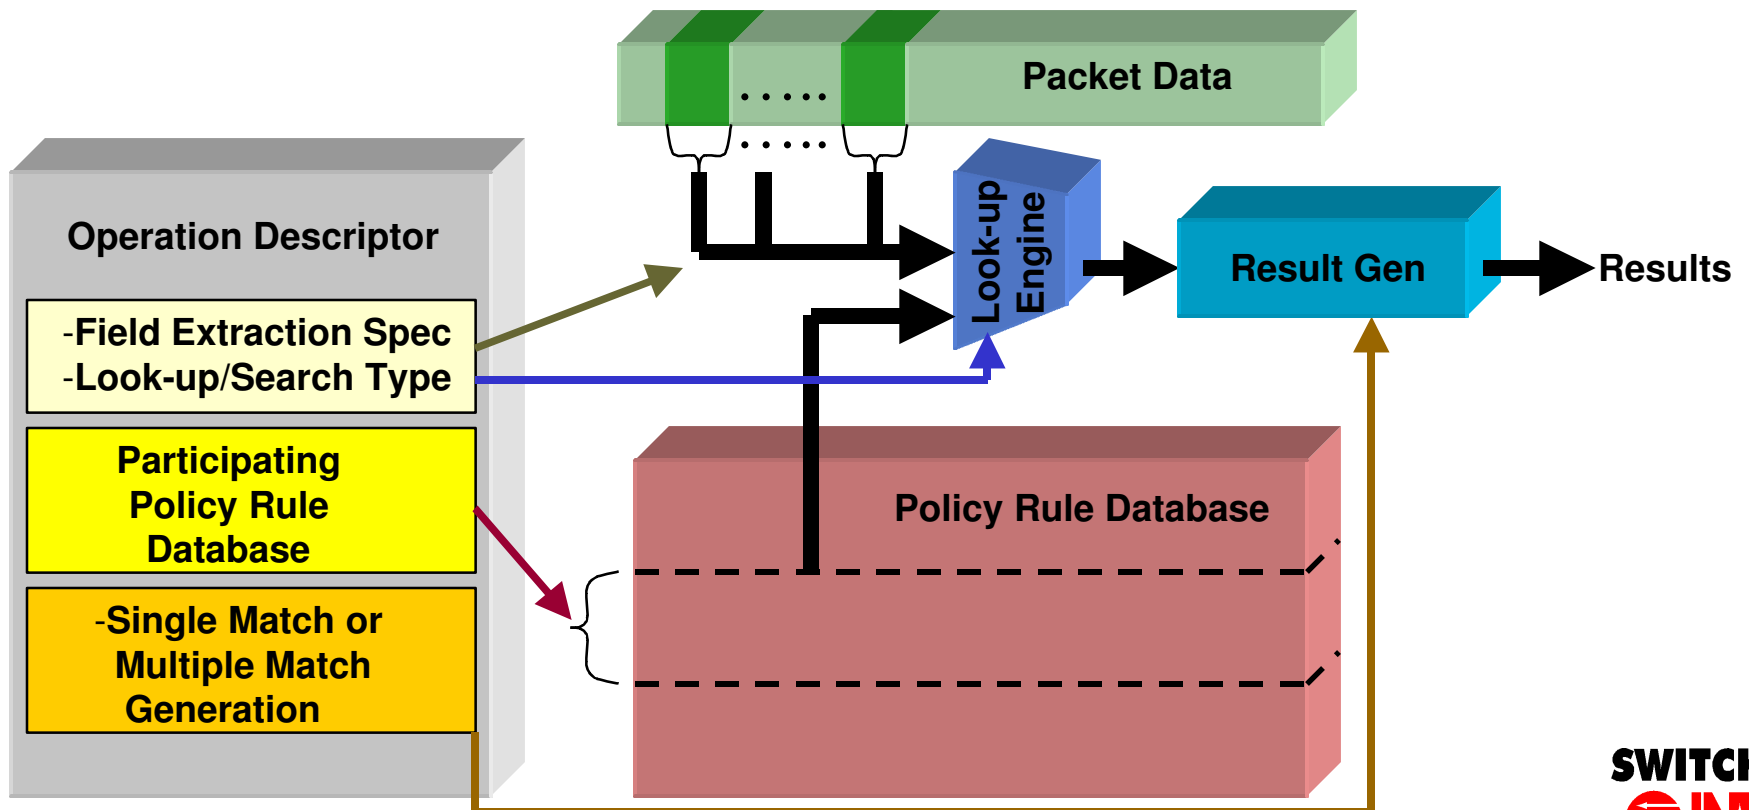 Packet Data
Operation Descriptor
-Field Extraction Spec
-Look-up/Search Type
Participating
Policy Rule
Database
-Single Match or
Multiple Match
Generation
Look-up
Engine
Result Gen
Results
Policy Rule Database